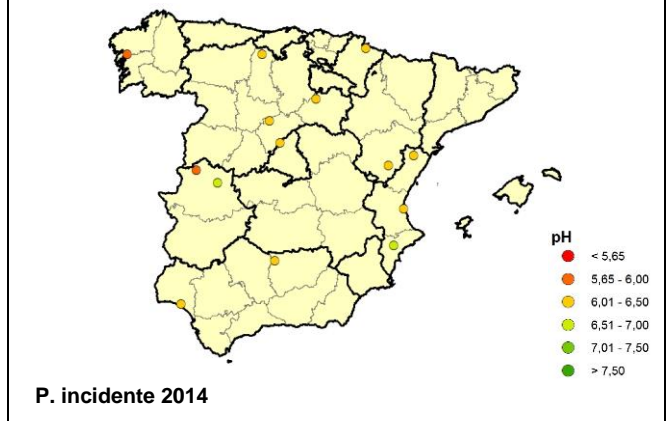 pH
< 5,65
5,65 - 6,00
6,01 - 6,50
6,51 - 7,00
7,01 - 7,50
> 7,50
P. incidente 2014